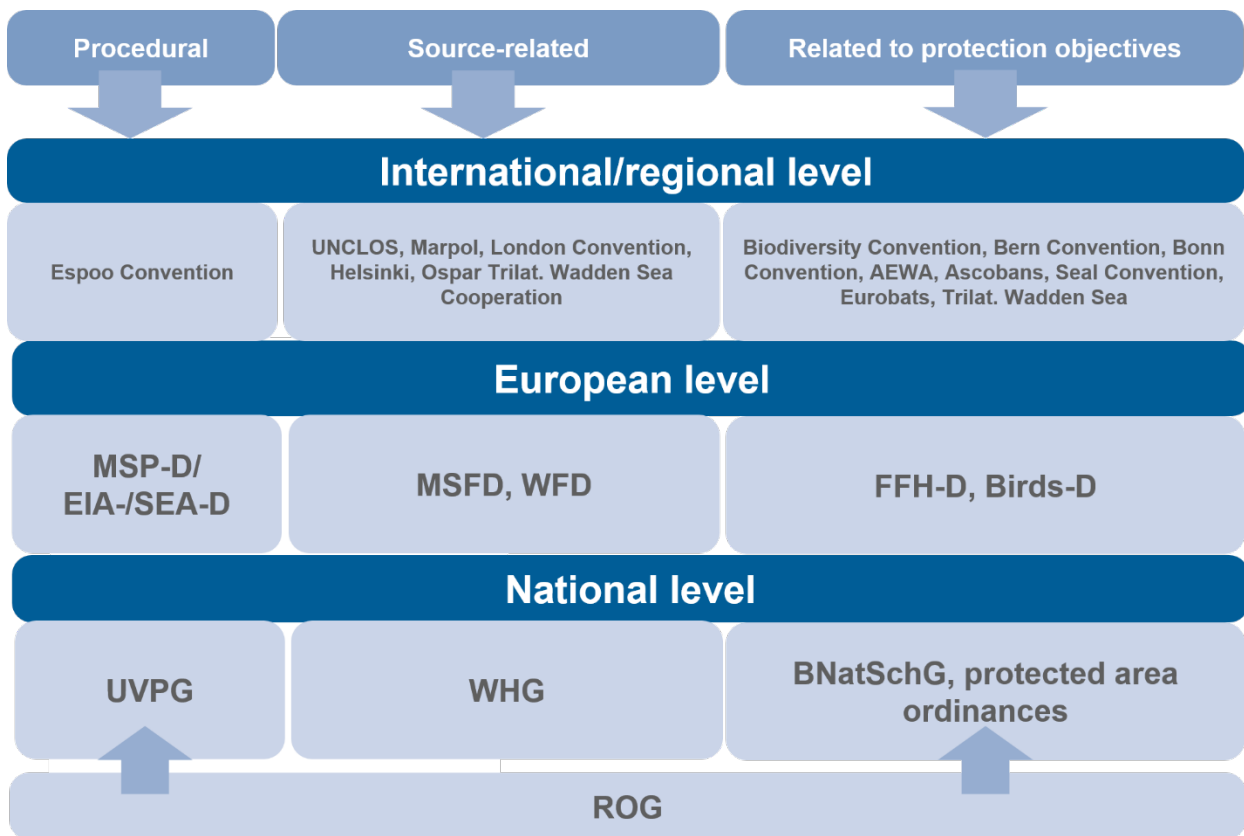 Procedural
Source-related
Related to protection objectives
International/regional level
Espoo Convention
UNCLOS, Marpol, London Convention,
Helsinki, Ospar Trilat. Wadden Sea
Cooperation
Biodiversity Convention, Bern Convention, Bonn
Convention, AEWA, Ascobans, Seal Convention,
Eurobats, Trilat. Wadden Sea
European level
MSP-D/
EIA-/SEA-D
MSFD, WFD
FFH-D, Birds-D
National level
UVPG
WHG
BNatSchG, protected area
ordinances
ROG